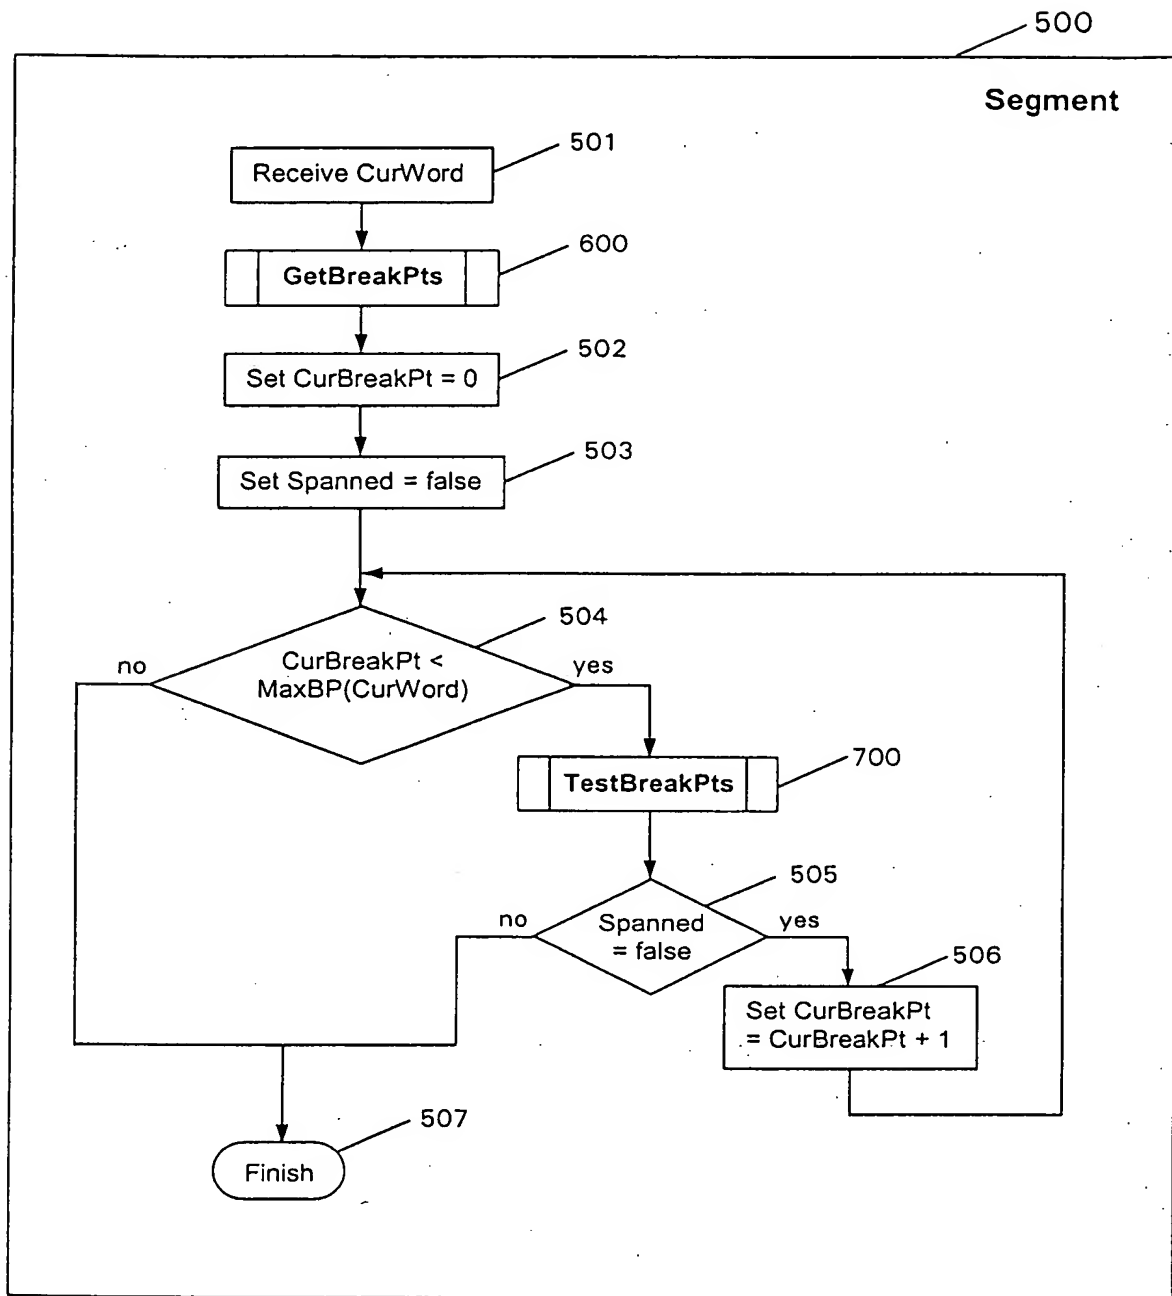 500
Segment
501
Receive CurWord
600
GetBreakPts
502
Set CurBreakPt = 0
503
Set Spanned = false
504
no
CurBreakPt <
MaxBP(CurWord)
yes
700
TestBreakPts
505
no
Spanned
= false
yes
506
Set CurBreakPt
= CurBreakPt + 1
507
Finish